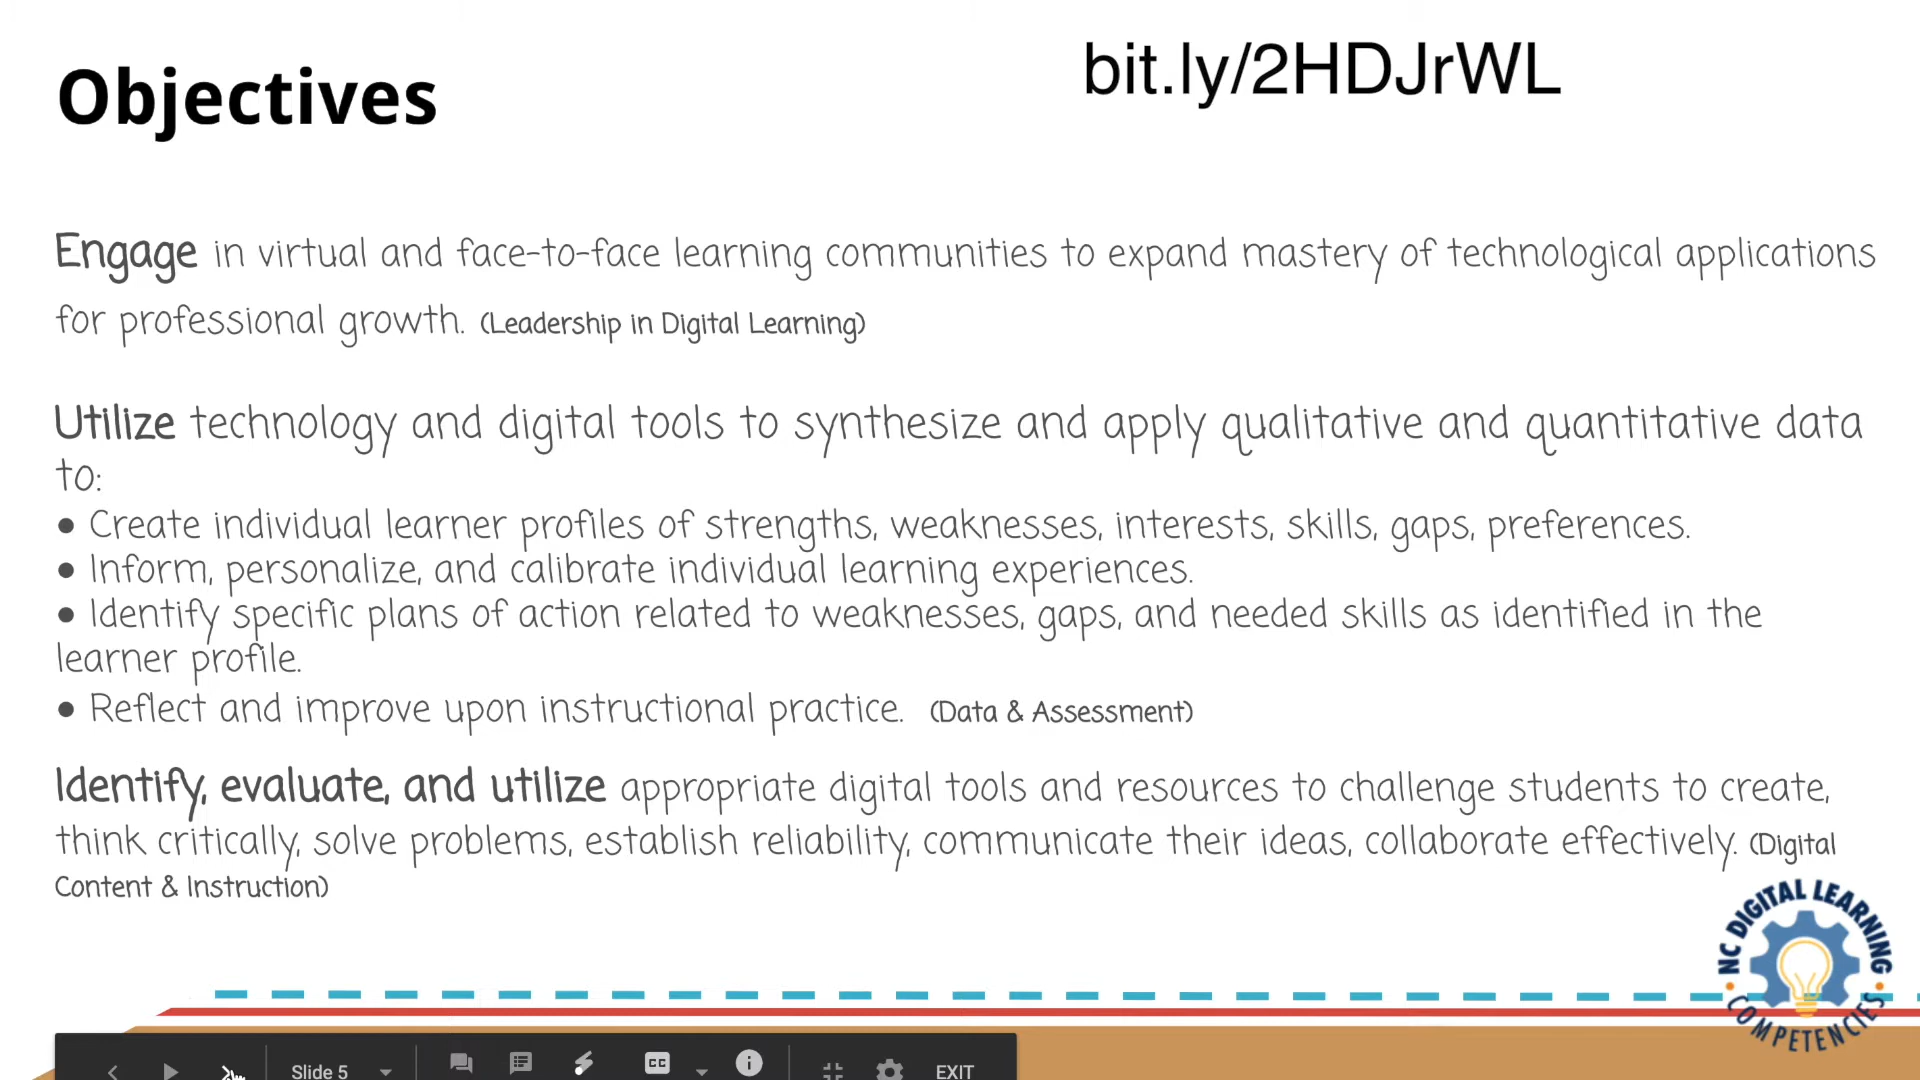 Objectives
bit.ly/2HDJrWL
Engage in virtual and face-to-face learning communities to expand mastery of technological applications
for professional growth. (Leadership in Digital Learning)
Utilize technology and digital tools to synthesize and apply qualitative and quantitative data
to:
● Create individual learner profiles of strengths, weaknesses, interests, skills, gaps, preferences.
● Inform, personalize, and calibrate individual learning experiences.
● Identify specific plans of action related to weaknesses, gaps, and needed skills as identified in the
learner profile.
● Reflect and improve upon instructional practice. (Data & Assessment)
Identify, evaluate, and utilize appropriate digital tools and resources to challenge students to create,
think critically, solve problems, establish reliability, communicate their ideas, collaborate effectively. (Digital
Content & Instruction)
NC DIGITAL LEARNING
• COMPETENCIES •
Slide 5
CC
EXIT